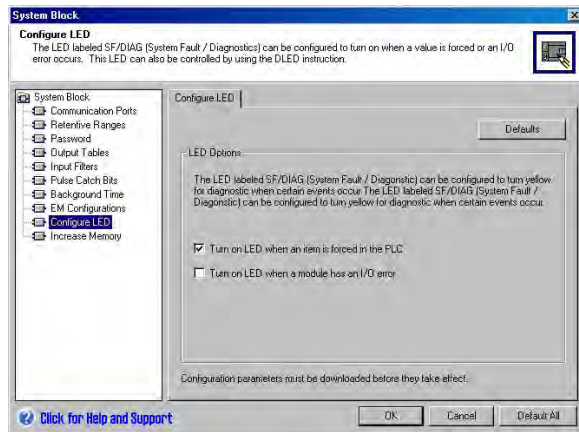 System Block
Configure LED
The LED labeled SF/DIAG (System Fault / Diagnostics) can be configured to turn on when a value is forced or an I/O
error occurs. This LED can also be controlled by using the DLED instruction.
System Block
Communication Ports
Retentive Ranges
Password
Output Tables
Input Filters
Pulse Catch Bits
Background Time
EM Configurations
Configure LED
Increase Memory
Configure LED
Defaults
LED Options
The LED labeled SF/DIAG (System Fault / Diagonstic) can be configured to turn yellow
for diagnostic when certain events occur. The LED labeled SF/DIAG (System Fault /
Diagonstic) can be configured to turn yellow for diagnostic when certain events occur.
Turn on LED when an item is forced in the PLC
Turn on LED when a module has an I/O error
Configuration parameters must be downloaded before they take effect.
Click for Help and Support
OK
Cancel
Default All